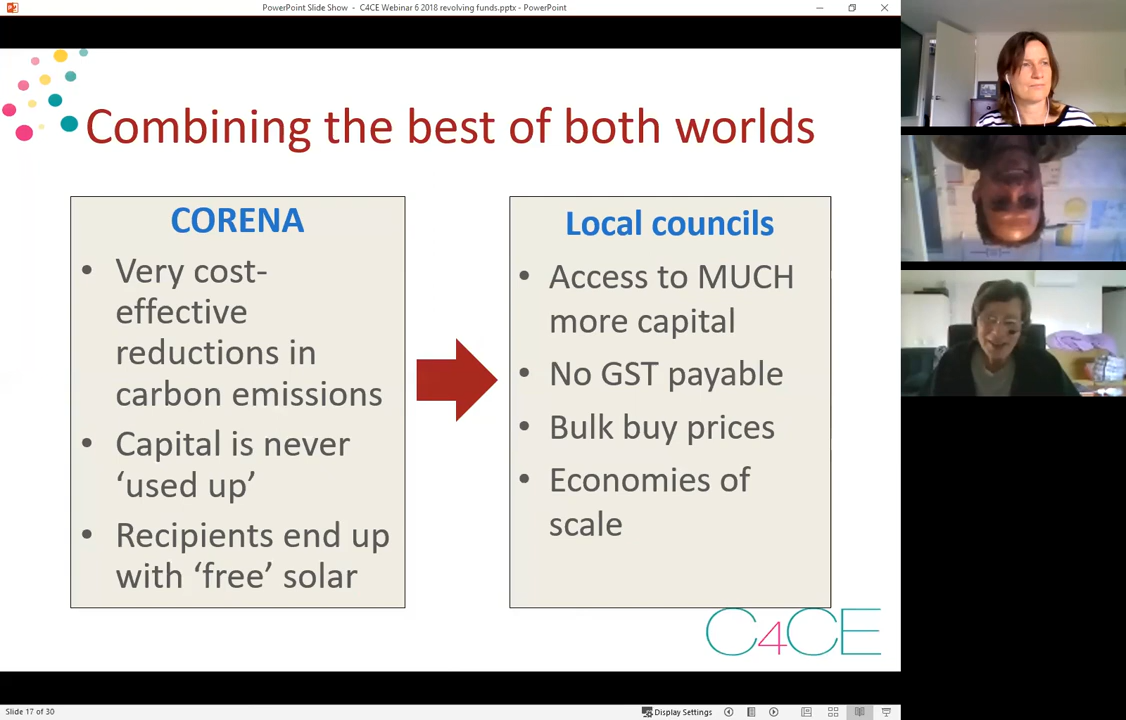 PowerPoint Slide Show - C4CE Webinar 6 2018 revolving funds.pptx - PowerPoint
Combining the best of both worlds
CORENA
• Very cost-
effective
reductions in
carbon emissions
• Capital is never
‘used up’
• Recipients end up
with ‘free’ solar
Local councils
• Access to MUCH
more capital
• No GST payable
• Bulk buy prices
• Economies of
scale
C4CE
Slide 17 of 30
Display Settings